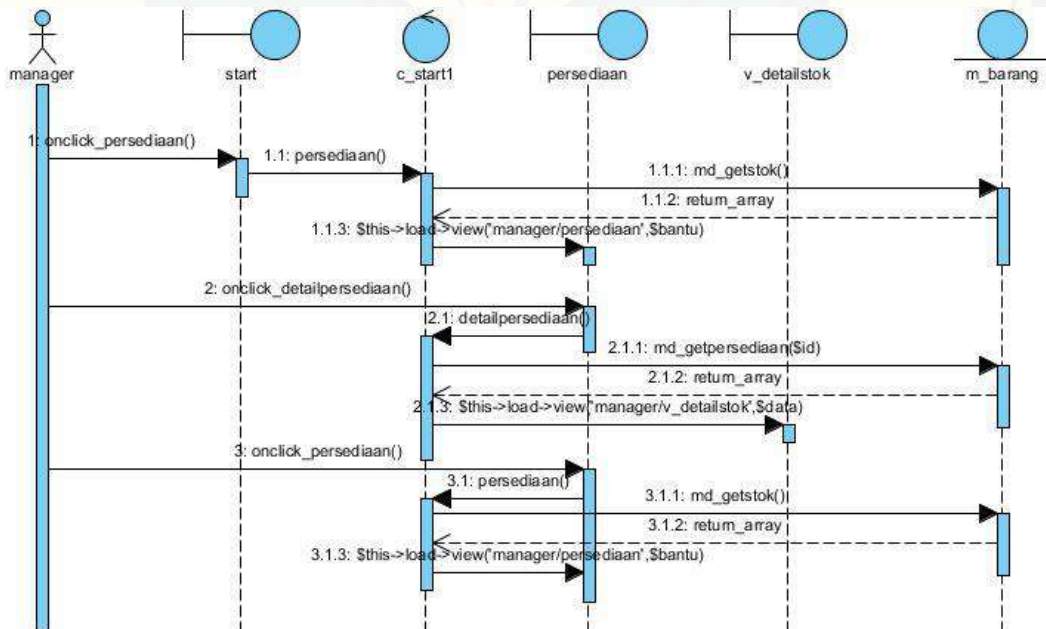 manager
start
c_start1
persediaan
v_detailstok
m_barang
1: onclick_persediaan()
1.1: persediaan()
1.1.1: md_getstok()
1.1.2: return_array
1.1.3: $this->load->view('manager/persediaan',$bantu)
2: onclick_detailpersediaan()
2.1: detailpersediaan()
2.1.1: md_getpersediaan($id)
2.1.2: return_array
2.1.3: $this->load->view('manager/v_detailstok',$data)
3: onclick_persediaan()
3.1: persediaan()
3.1.1: md_getstok()
3.1.2: return_array
3.1.3: $this->load->view('manager/persediaan',$bantu)